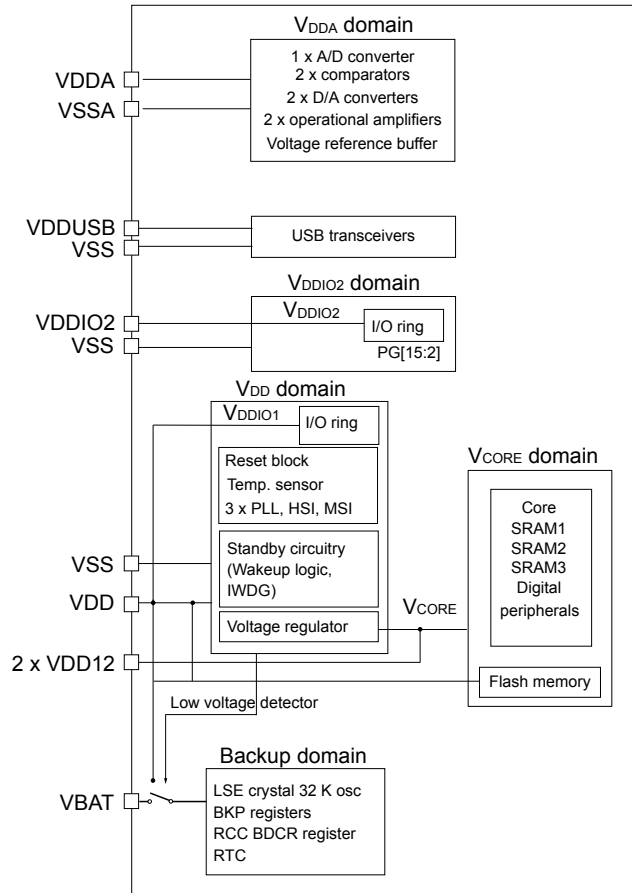 VDDA domain
1 x A/D converter
2 x comparators
2 x D/A converters
2 x operational amplifiers
Voltage reference buffer
VDDA
VSSA
VDDUSB
VSS
USB transceivers
VDDIO2 domain
VDDIO2
VDDIO2
VSS
I/O ring
PG[15:2]
VDD domain
VDDIO1
I/O ring
Reset block
Temp. sensor
3 x PLL, HSI, MSI
VSS
Standby circuitry
(Wakeup logic,
IWDG)
VDD
Voltage regulator
VCORE
VCORE domain
Core
SRAM1
SRAM2
SRAM3
Digital
peripherals
Flash memory
2 x VDD12
Low voltage detector
Backup domain
VBAT
LSE crystal 32 K osc
BKP registers
RCC BDCR register
RTC